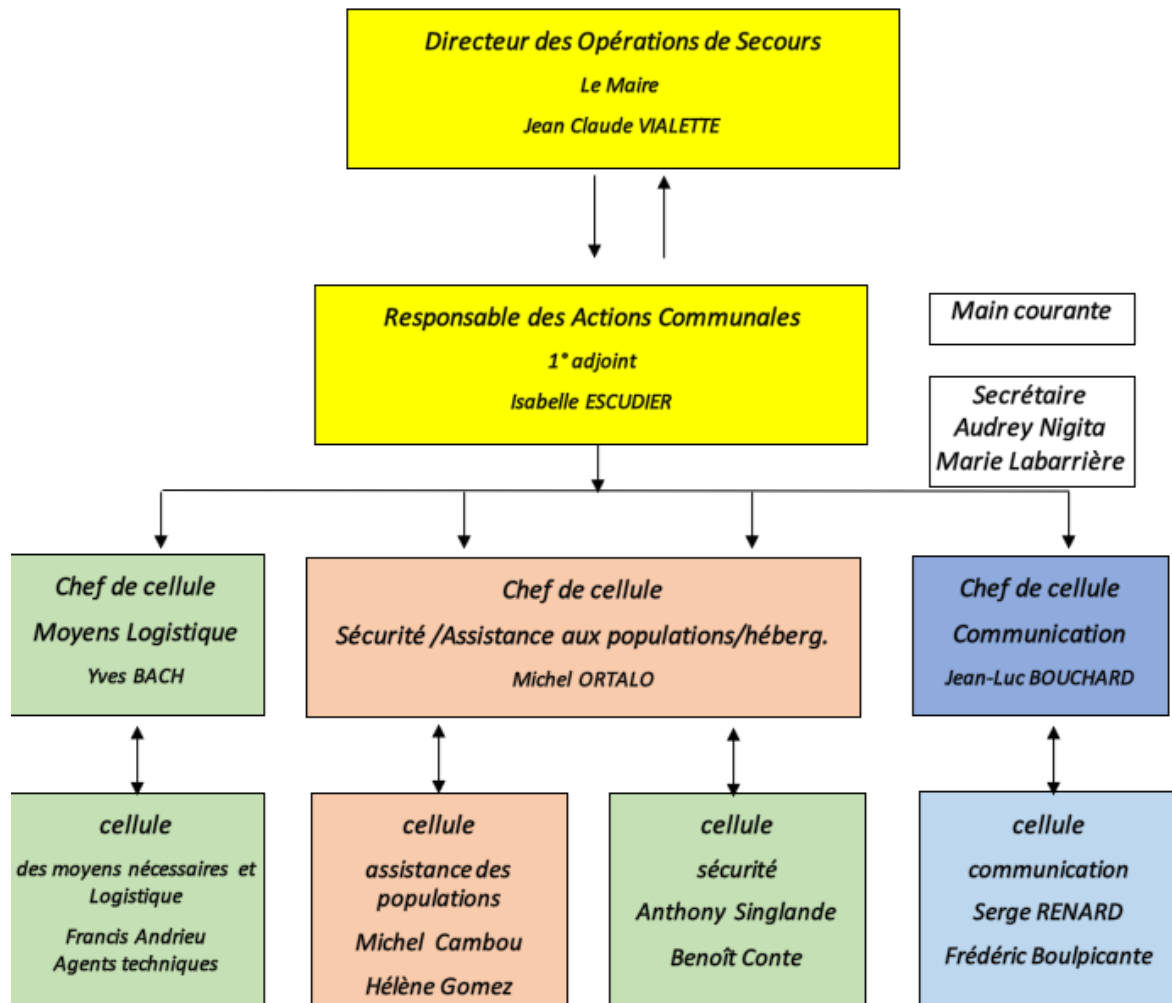 Directeur des Opérations de Secours
Le Maire
Jean Claude VIALETTE
Responsable des Actions Communales
1° adjoint
Isabelle ESCUDIER
Main courante
Secrétaire
Audrey Nigita
Marie Labarrière
Chef de cellule
Moyens Logistique
Yves BACH
Chef de cellule
Sécurité /Assistance aux populations/héberg.
Michel ORTALO
Chef de cellule
Communication
Jean-Luc BOUCHARD
cellule
des moyens nécessaires et
Logistique
Francis Andrieu
Agents techniques
cellule
assistance des
populations
Michel Cambou
Hélène Gomez
cellule
sécurité
Anthony Singlande
Benoît Conte
cellule
communication
Serge RENARD
Frédéric Boulpicante